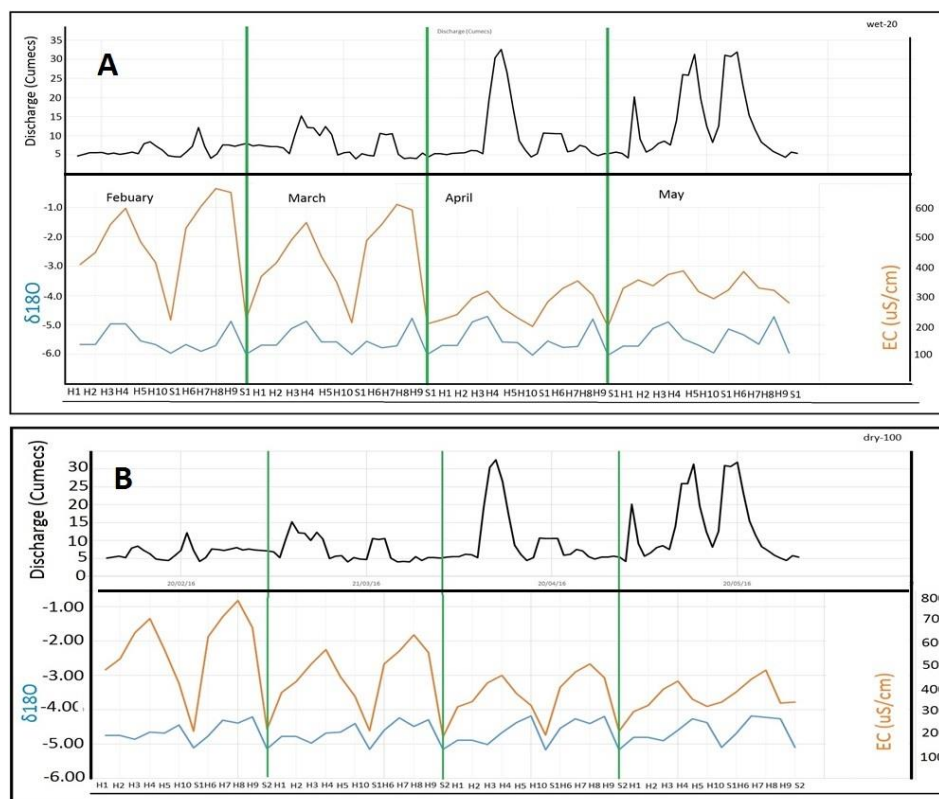 wet-20
Discharge (Cumecs)
A
Discharge (Cumecs)
35
30
25
20
15
10
5
Febuary
March
April
May
δ18O
-1.0
-2.0
-3.0
-4.0
-5.0
-6.0
EC (uS/cm)
600
500
400
300
200
100
H1 H2 H3 H4 H5 H10 S1 H6 H7 H8 H9 S1 H1 H2 H3 H4 H5 H10 S1 H6 H7 H8 H9 S1 H1 H2 H3 H4 H5 H10 S1 H6 H7 H8 H9 S1 H1 H2 H3 H4 H5 H10 S1 H6 H7 H8 H9 S1
dry-100
B
Discharge (Cumecs)
30
25
20
15
10
5
0
20/02/16
21/03/16
20/04/16
20/05/16
δ18O
-1.00
-2.00
-3.00
-4.00
-5.00
-6.00
EC (uS/cm)
H1 H2 H3 H4 H5 H10 S1 H6 H7 H8 H9 S2 H1 H2 H3 H4 H5 H10 S1 H6 H7 H8 H9 S2 H1 H2 H3 H4 H5 H10 S1 H6 H7 H8 H9 S2 H1 H2 H3 H4 H5 H10 S1 H6 H7 H8 H9 S2